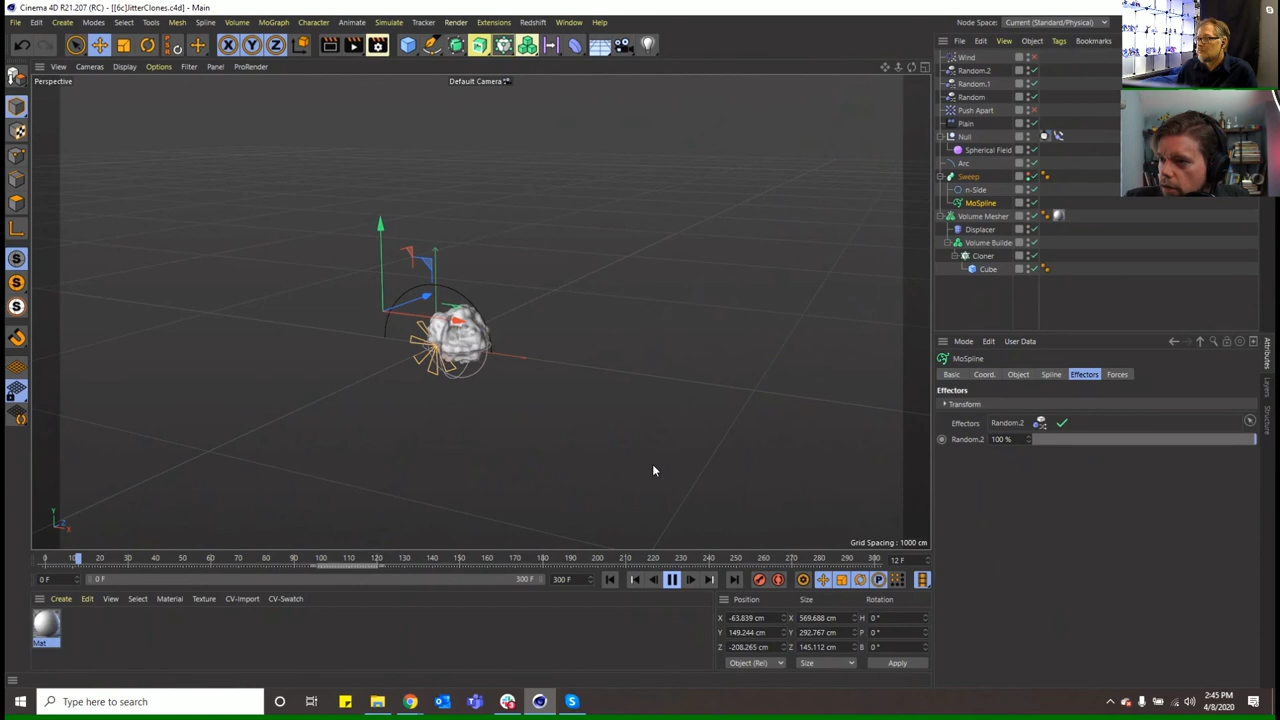 Cinema 4D R21.207 (RC) - [[6c]JitterClones.c4d] - Main
File Edit Create Modes Select Tools Mesh Spline Volume MoGraph Character Animate Simulate Tracker Render Extensions Redshift Window Help
Node Space: Current (Standard/Physical)
X Y Z
File Edit View Object Tags Bookmarks
View Cameras Display Options Filter Panel ProRender
Perspective
Default Camera
Wind
Random.2
Random.1
Random
Push Apart
Plain
Null
Spherical Field
Arc
Sweep
n-Side
MoSpline
Volume Mesher
Displacer
Volume Builde
Cloner
Cube
Mode Edit User Data
MoSpline
Basic Coord. Object Spline Effectors Forces
Effectors
Transform
Effectors Random.2
Random.2 100 %
Attributes
Layers
Structure
Y
Z
X
Grid Spacing : 1000 cm
0 10 20 30 40 50 60 70 80 90 100 110 120 130 140 150 160 170 180 190 200 210 220 230 240 250 260 270 280 290 300
12 F
0 F
0 F
300 F
300 F
Create Edit View Select Material Texture CV-Import CV-Swatch
Mat
Position Size Rotation
X -63.839 cm X 569.688 cm H 0 °
Y 149.244 cm Y 292.767 cm P 0 °
Z -208.265 cm Z 145.112 cm B 0 °
Object (Rel) Size Apply
Type here to search
2:45 PM
4/8/2020